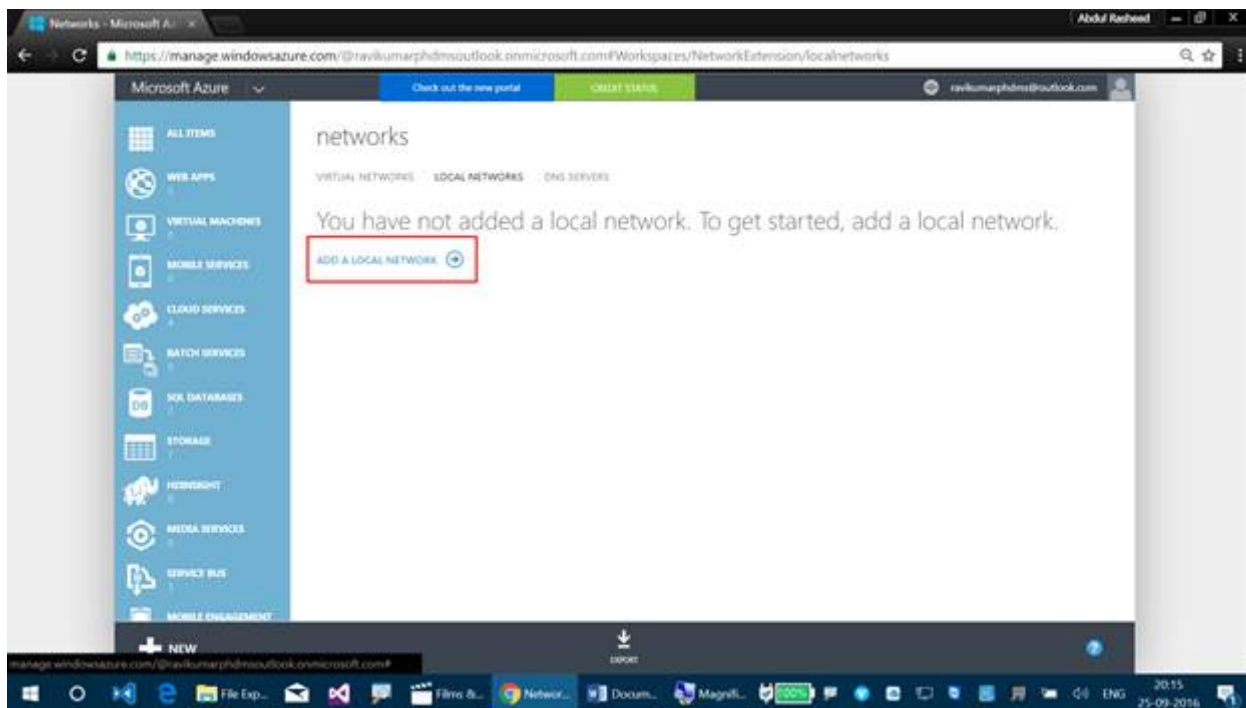 Networks - Microsoft A
Abdul Rasheed
https://manage.windowsazure.com/@ravikumarphdmsoutlook.onmicrosoft.com#Workspaces/NetworkExtension/localnetworks
Microsoft Azure
Check out the new portal
CREDIT STATUS
ravikumarphdms@outlook.com
ALL ITEMS
networks
WEB APPS
VIRTUAL NETWORKS LOCAL NETWORKS DNS SERVERS
VIRTUAL MACHINES
You have not added a local network. To get started, add a local network.
ADD A LOCAL NETWORK
MOBILE SERVICES
CLOUD SERVICES
BATCH SERVICES
SQL DATABASES
DB
STORAGE
HDINSIGHT
MEDIA SERVICES
SERVICE BUS
MOBILE ENGAGEMENT
NEW
EXPORT
?
manage.windowsazure.com/@ravikumarphdmsoutlook.onmicrosoft.com#
File Exp... Films &... Networ... Docum... Magnifi... 100% ENG 20:15
25-09-2016